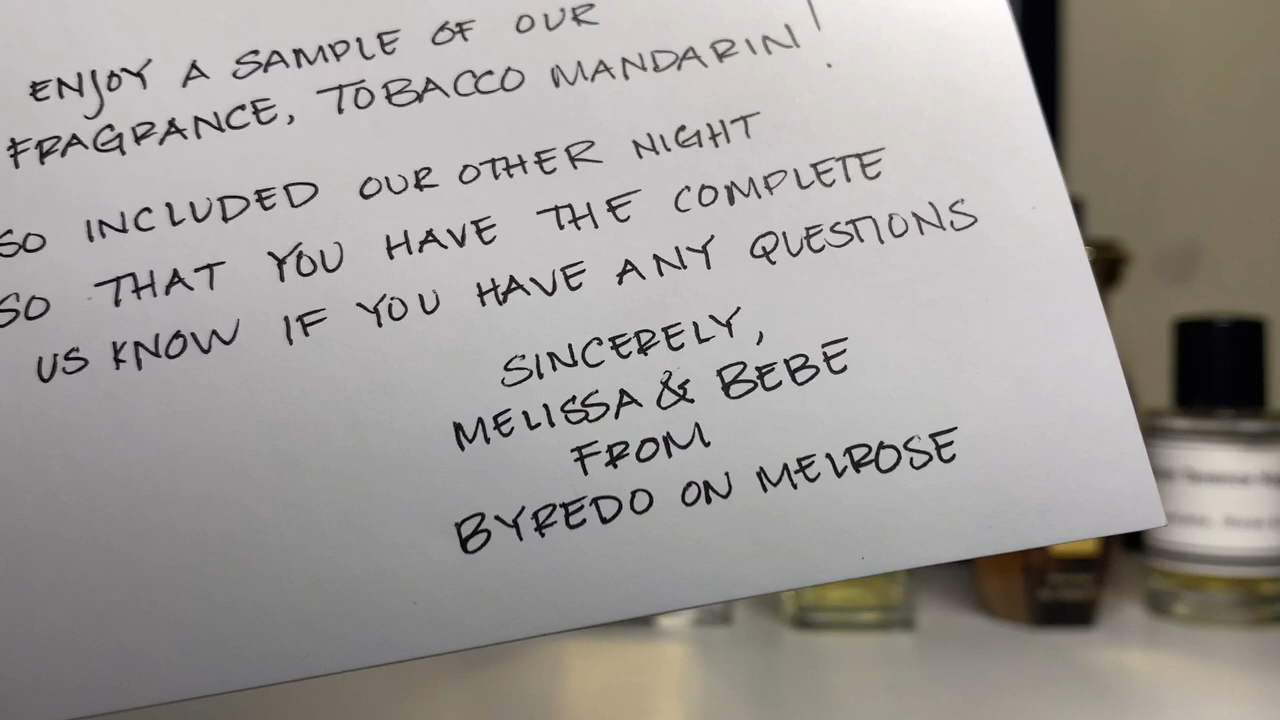 ENJOY A SAMPLE OF OUR
FRAGRANCE, TOBACCO MANDARIN!
SO INCLUDED OUR OTHER NIGHT
SO THAT YOU HAVE THE COMPLETE
US KNOW IF YOU HAVE ANY QUESTIONS
SINCERELY,
MELISSA & BEBE
FROM
BYREDO ON MELROSE